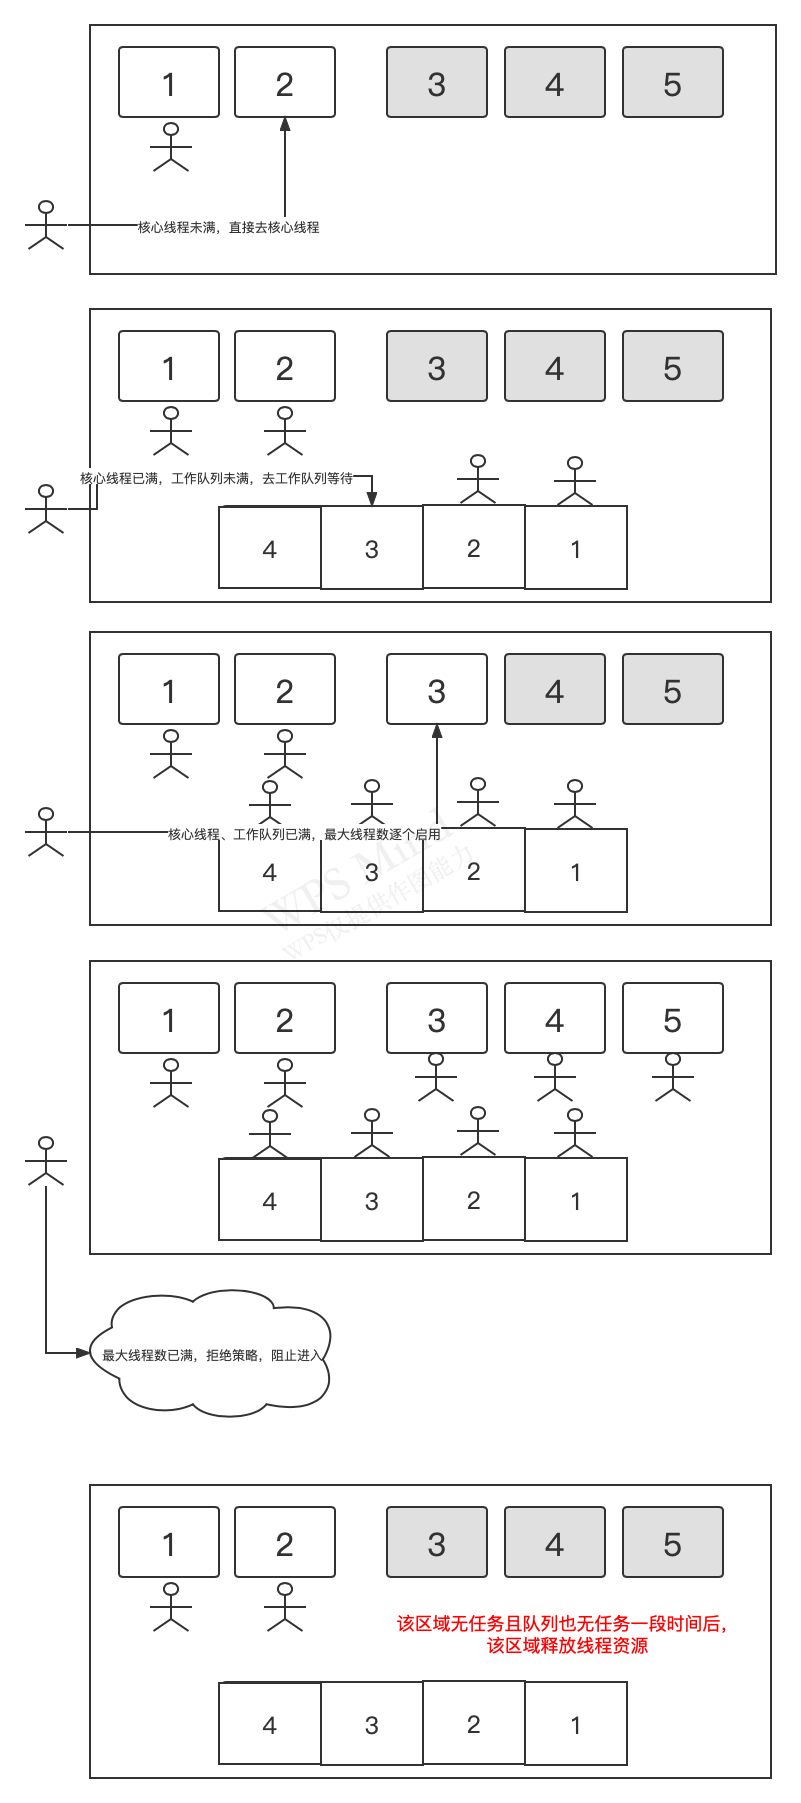 1 2 3 4 5
核心线程未满，直接去核心线程
1 2 3 4 5
核心线程已满，工作队列未满，去工作队列等待
4 3 2 1
1 2 3 4 5
核心线程、工作队列已满，最大线程数逐个启用
4 3 2 1
WPS Mind
WPS仅提供作图能力
1 2 3 4 5
4 3 2 1
最大线程数已满，拒绝策略，阻止进入
1 2 3 4 5
该区域无任务且队列也无任务一段时间后，
该区域释放线程资源
4 3 2 1